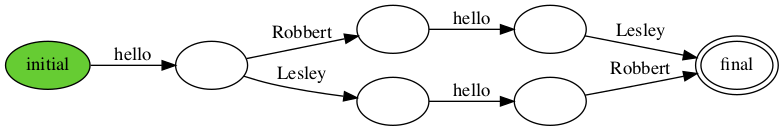 initial
hello
Robbert
hello
Lesley
Lesley
hello
Robbert
final